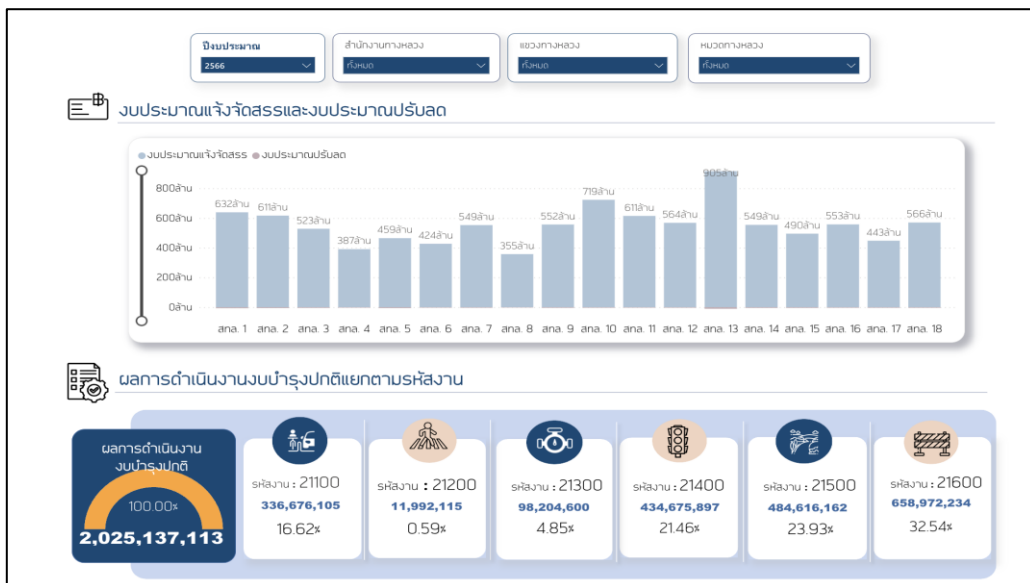 ปีงบประมาณ สำนักงานทางหลวง แขวงทางหลวง หมวดทางหลวง
2566 ทั้งหมด ทั้งหมด ทั้งหมด
งบประมาณแจ้งจัดสรรและงบประมาณปรับลด
งบประมาณแจ้งจัดสรร งบประมาณปรับลด
905ล้าน
800ล้าน
719ล้าน
632ล้าน 611ล้าน 523ล้าน 387ล้าน 459ล้าน 424ล้าน 549ล้าน 355ล้าน 552ล้าน 611ล้าน 564ล้าน 549ล้าน 490ล้าน 553ล้าน 443ล้าน 566ล้าน
600ล้าน
400ล้าน
200ล้าน
0ล้าน
สทล. 1 สทล. 2 สทล. 3 สทล. 4 สทล. 5 สทล. 6 สทล. 7 สทล. 8 สทล. 9 สทล. 10 สทล. 11 สทล. 12 สทล. 13 สทล. 14 สทล. 15 สทล. 16 สทล. 17 สทล. 18
ผลการดำเนินงานงบบำรุงปกติแยกตามรหัสงาน
ผลการดำเนินงาน
งบบำรุงปกติ
100.00%
2,025,137,113
รหัสงาน : 21100
336,676,105
16.62%
รหัสงาน : 21200
11,992,115
0.59%
รหัสงาน : 21300
98,204,600
4.85%
รหัสงาน : 21400
434,675,897
21.46%
รหัสงาน : 21500
484,616,162
23.93%
รหัสงาน : 21600
658,972,234
32.54%